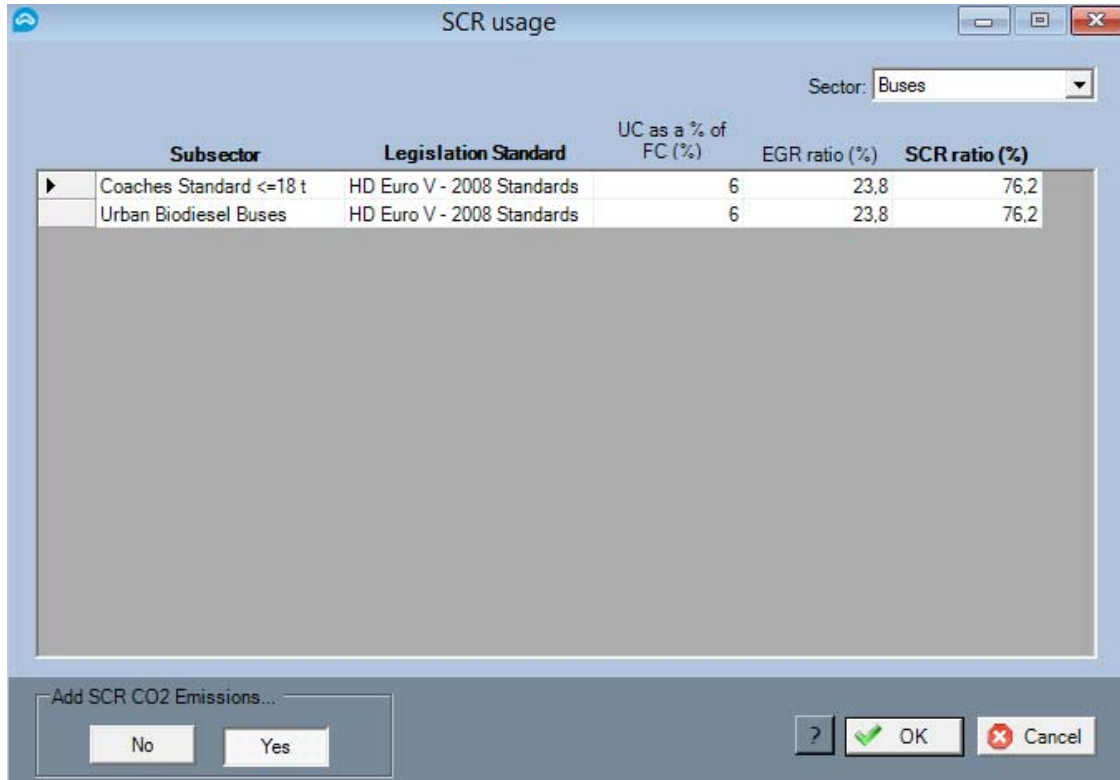 SCR usage
Sector: Buses
Subsector Legislation Standard UC as a % of FC (%) EGR ratio (%) SCR ratio (%)
Coaches Standard <=18 t HD Euro V - 2008 Standards 6 23,8 76,2
Urban Biodiesel Buses HD Euro V - 2008 Standards 6 23,8 76,2
Add SCR CO2 Emissions...
No Yes ? OK Cancel